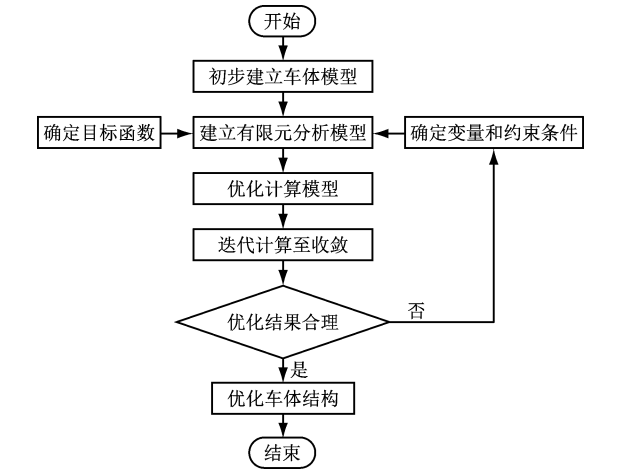 开始
初步建立车体模型
确定目标函数
建立有限元分析模型
确定变量和约束条件
优化计算模型
迭代计算至收敛
优化结果合理
否
是
优化车体结构
结束